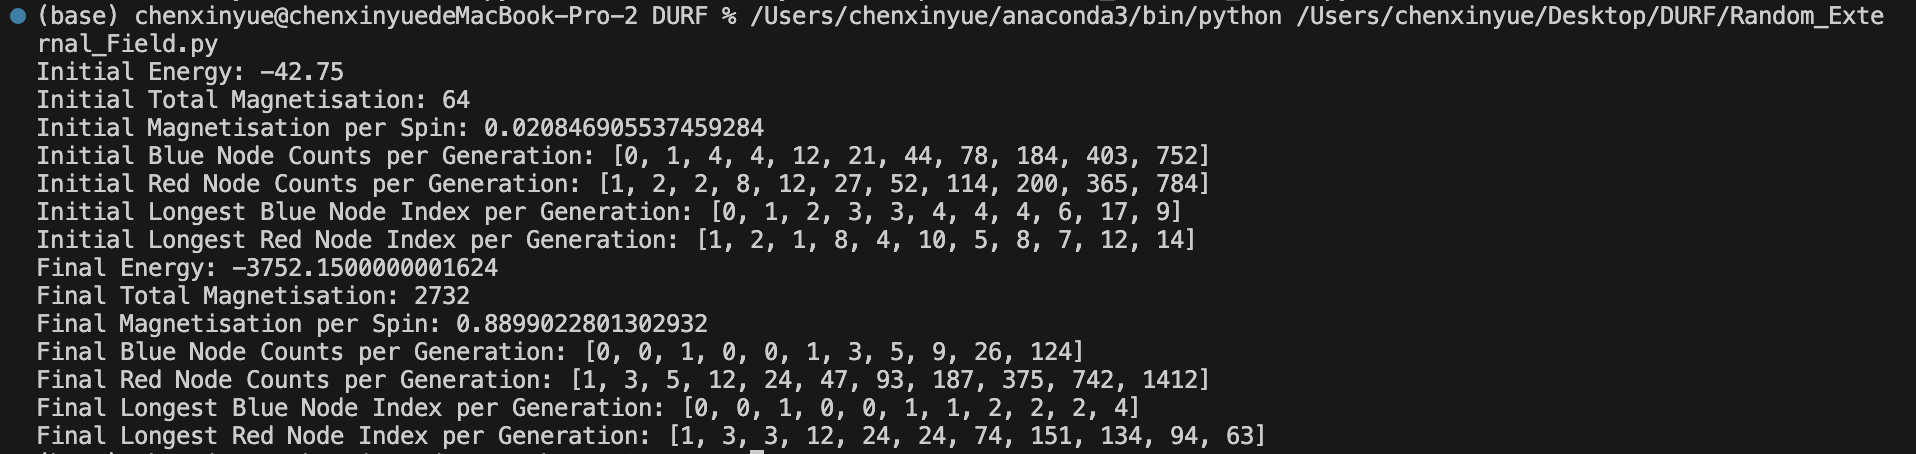 (base) chenxinyue@chenxinyuedeMacBook-Pro-2 DURF % /Users/chenxinyue/anaconda3/bin/python /Users/chenxinyue/Desktop/DURF/Random_Exte
rnal_Field.py
Initial Energy: -42.75
Initial Total Magnetisation: 64
Initial Magnetisation per Spin: 0.020846905537459284
Initial Blue Node Counts per Generation: [0, 1, 4, 4, 12, 21, 44, 78, 184, 403, 752]
Initial Red Node Counts per Generation: [1, 2, 2, 8, 12, 27, 52, 114, 200, 365, 784]
Initial Longest Blue Node Index per Generation: [0, 1, 2, 3, 3, 4, 4, 4, 6, 17, 9]
Initial Longest Red Node Index per Generation: [1, 2, 1, 8, 4, 10, 5, 8, 7, 12, 14]
Final Energy: -3752.1500000001624
Final Total Magnetisation: 2732
Final Magnetisation per Spin: 0.8899022801302932
Final Blue Node Counts per Generation: [0, 0, 1, 0, 0, 1, 3, 5, 9, 26, 124]
Final Red Node Counts per Generation: [1, 3, 5, 12, 24, 47, 93, 187, 375, 742, 1412]
Final Longest Blue Node Index per Generation: [0, 0, 1, 0, 0, 1, 1, 2, 2, 2, 4]
Final Longest Red Node Index per Generation: [1, 3, 3, 12, 24, 24, 74, 151, 134, 94, 63]